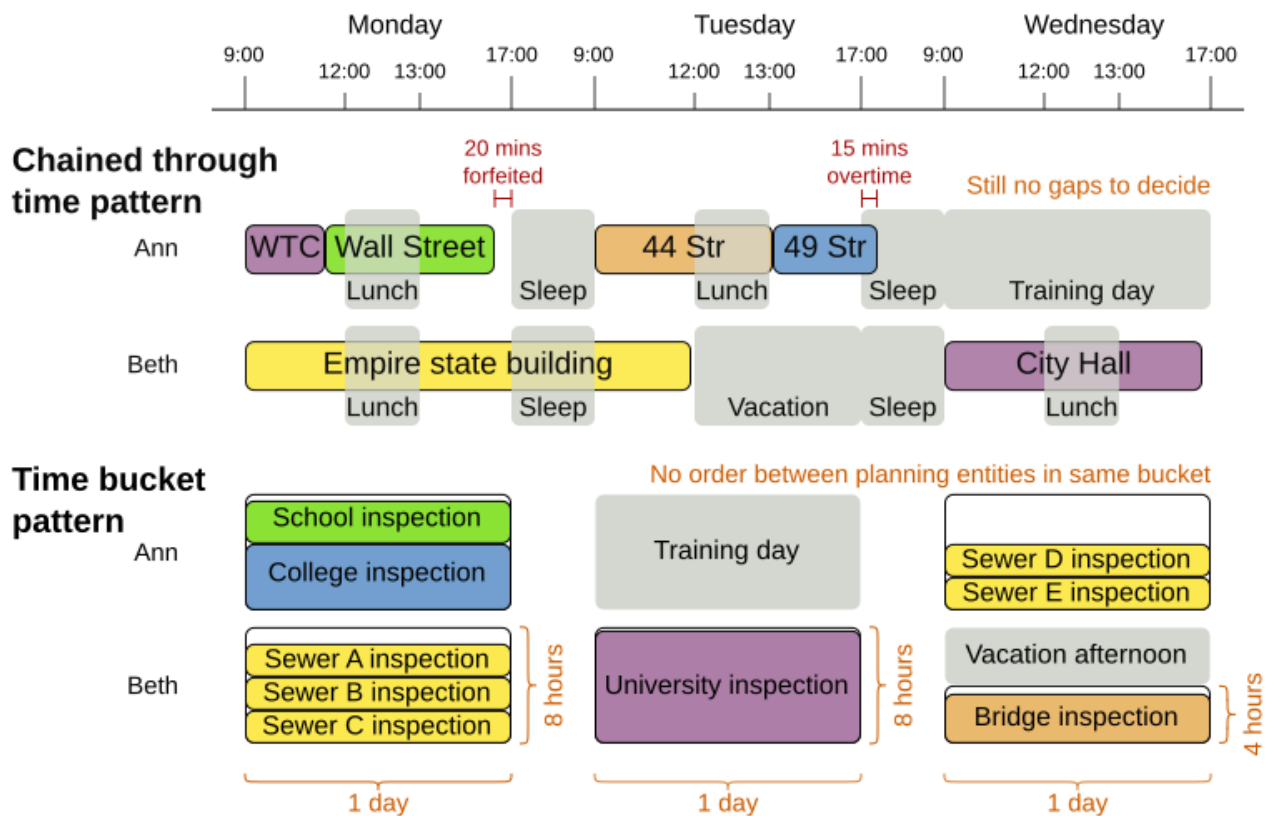 Monday
Tuesday
Wednesday
9:00
12:00
13:00
17:00
9:00
12:00
13:00
17:00
9:00
12:00
13:00
17:00
Chained through
time pattern
20 mins
forfeited
15 mins
overtime
Still no gaps to decide
Ann
WTC
Wall Street
44 Str
49 Str
Lunch
Sleep
Lunch
Sleep
Training day
Beth
Empire state building
City Hall
Lunch
Sleep
Vacation
Sleep
Lunch
Time bucket
pattern
No order between planning entities in same bucket
Ann
School inspection
College inspection
Training day
Sewer D inspection
Sewer E inspection
Beth
Sewer A inspection
Sewer B inspection
Sewer C inspection
8 hours
University inspection
8 hours
Vacation afternoon
Bridge inspection
4 hours
1 day
1 day
1 day